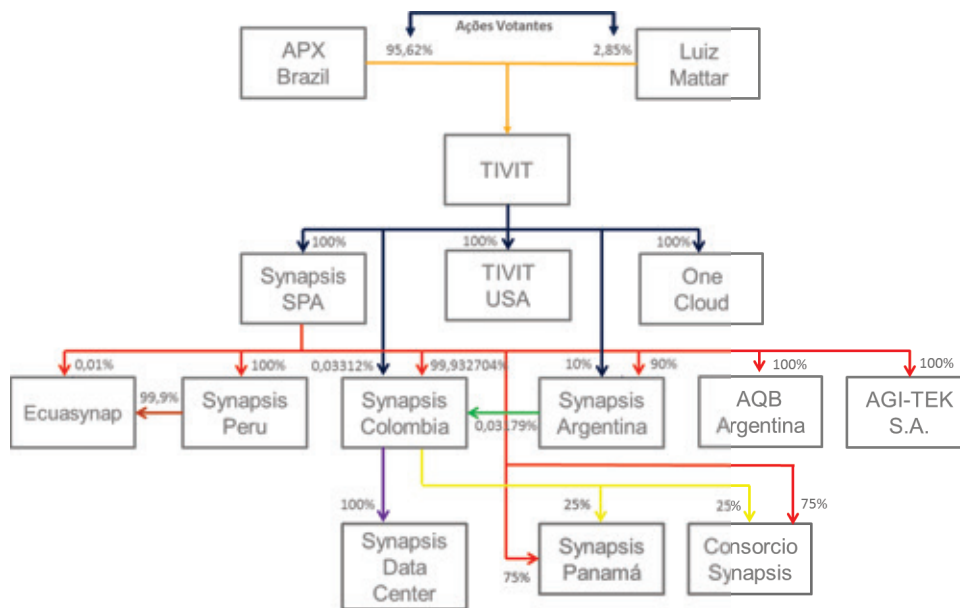 Ações Votantes
APX
Brazil
95,62%
2,85%
Luiz
Mattar
TIVIT
100%
100%
100%
Synapsis
SPA
TIVIT
USA
One
Cloud
0,01%
100%
0,03312%
99,932704%
10%
90%
100%
100%
Ecuasynap
99,9%
Synapsis
Peru
Synapsis
Colombia
0,03179%
Synapsis
Argentina
AQB
Argentina
AGI-TEK
S.A.
100%
25%
25%
75%
Synapsis
Data
Center
75%
Synapsis
Panamá
Consorcio
Synapsis